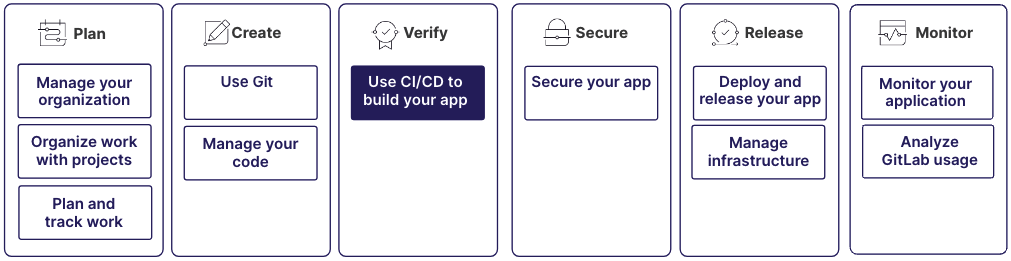 Plan
Manage your
organization
Organize work
with projects
Plan and
track work
Create
Use Git
Manage your
code
Verify
Use CI/CD to
build your app
Secure
Secure your app
Release
Deploy and
release your app
Manage
infrastructure
Monitor
Monitor your
application
Analyze
GitLab usage